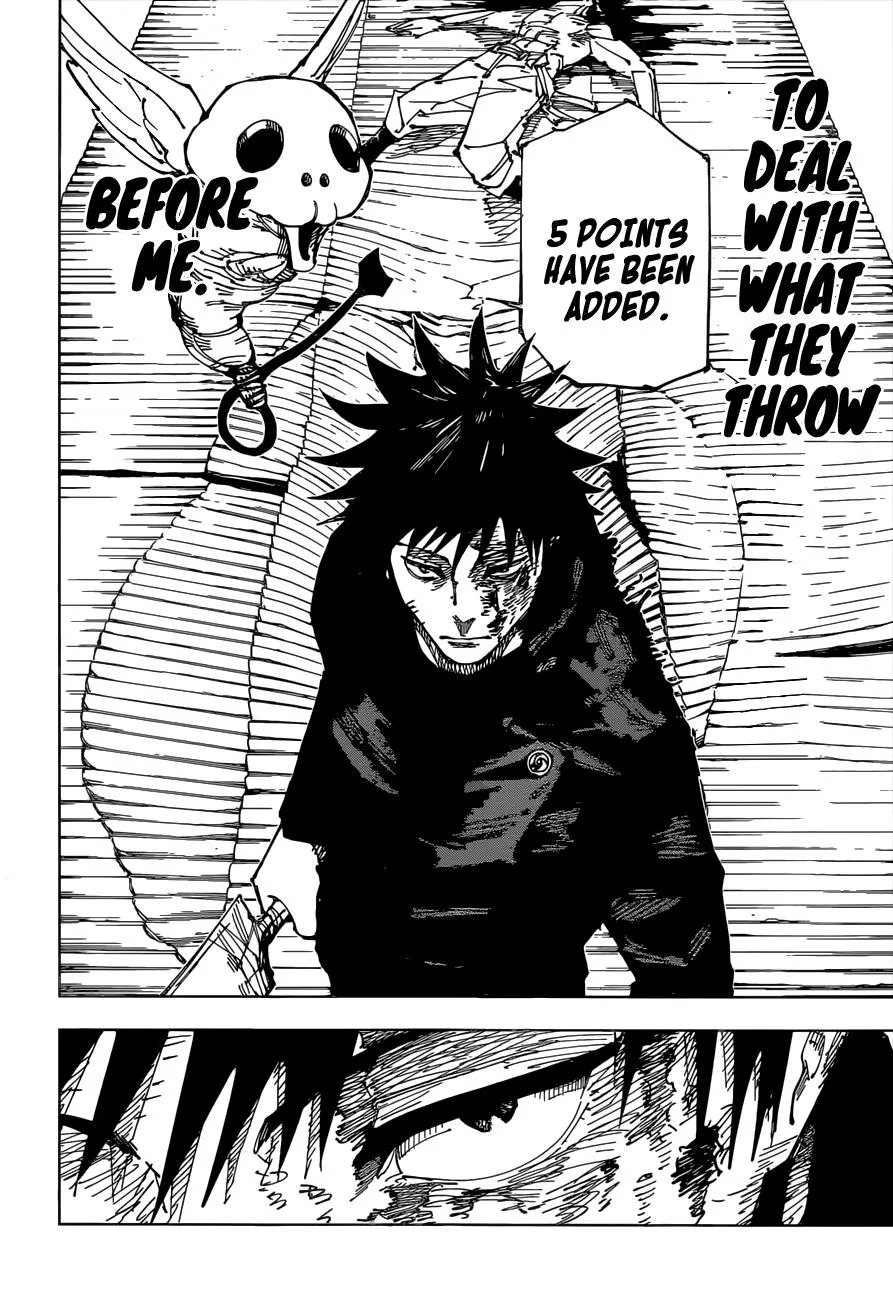 TO
DEAL
WITH
WHAT
THEY
THROW
5 POINTS
HAVE BEEN
ADDED.
BEFORE
ME.